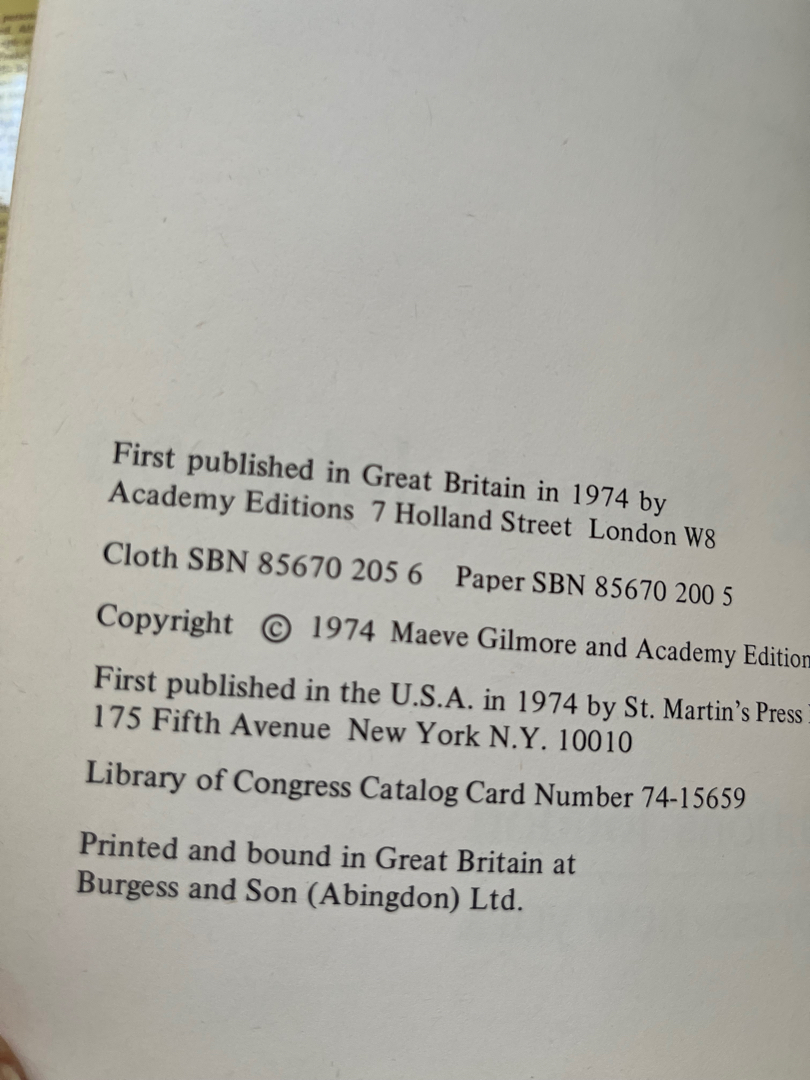 First published in Great Britain in 1974 by
Academy Editions 7 Holland Street London W8
Cloth SBN 85670 205 6 Paper SBN 85670 200 5
Copyright © 1974 Maeve Gilmore and Academy Edition
First published in the U.S.A. in 1974 by St. Martin's Press
175 Fifth Avenue New York N.Y. 10010
Library of Congress Catalog Card Number 74-15659
Printed and bound in Great Britain at
Burgess and Son (Abingdon) Ltd.